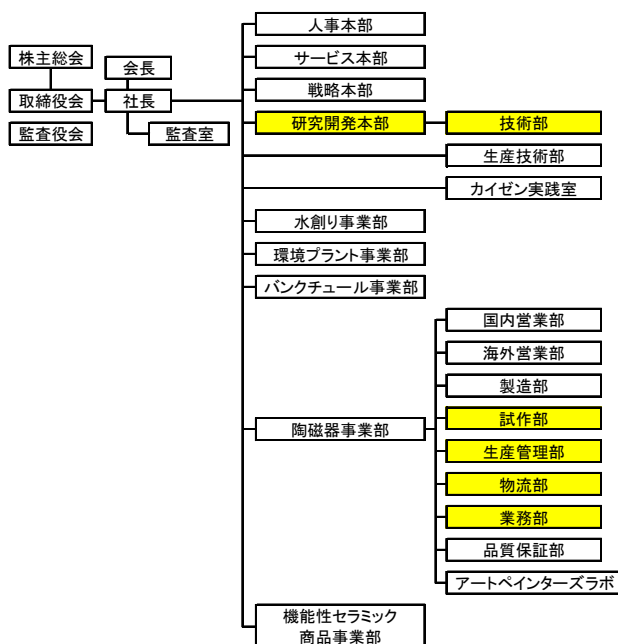 人事本部
株主総会
会長
サービス本部
戦略本部
取締役会
社長
研究開発本部
技術部
監査役会
監査室
生産技術部
カイゼン実践室
水創り事業部
環境プラント事業部
バンクチュール事業部
国内営業部
海外営業部
製造部
陶磁器事業部
試作部
生産管理部
物流部
業務部
品質保証部
アートペインターズラボ
機能性セラミック
商品事業部